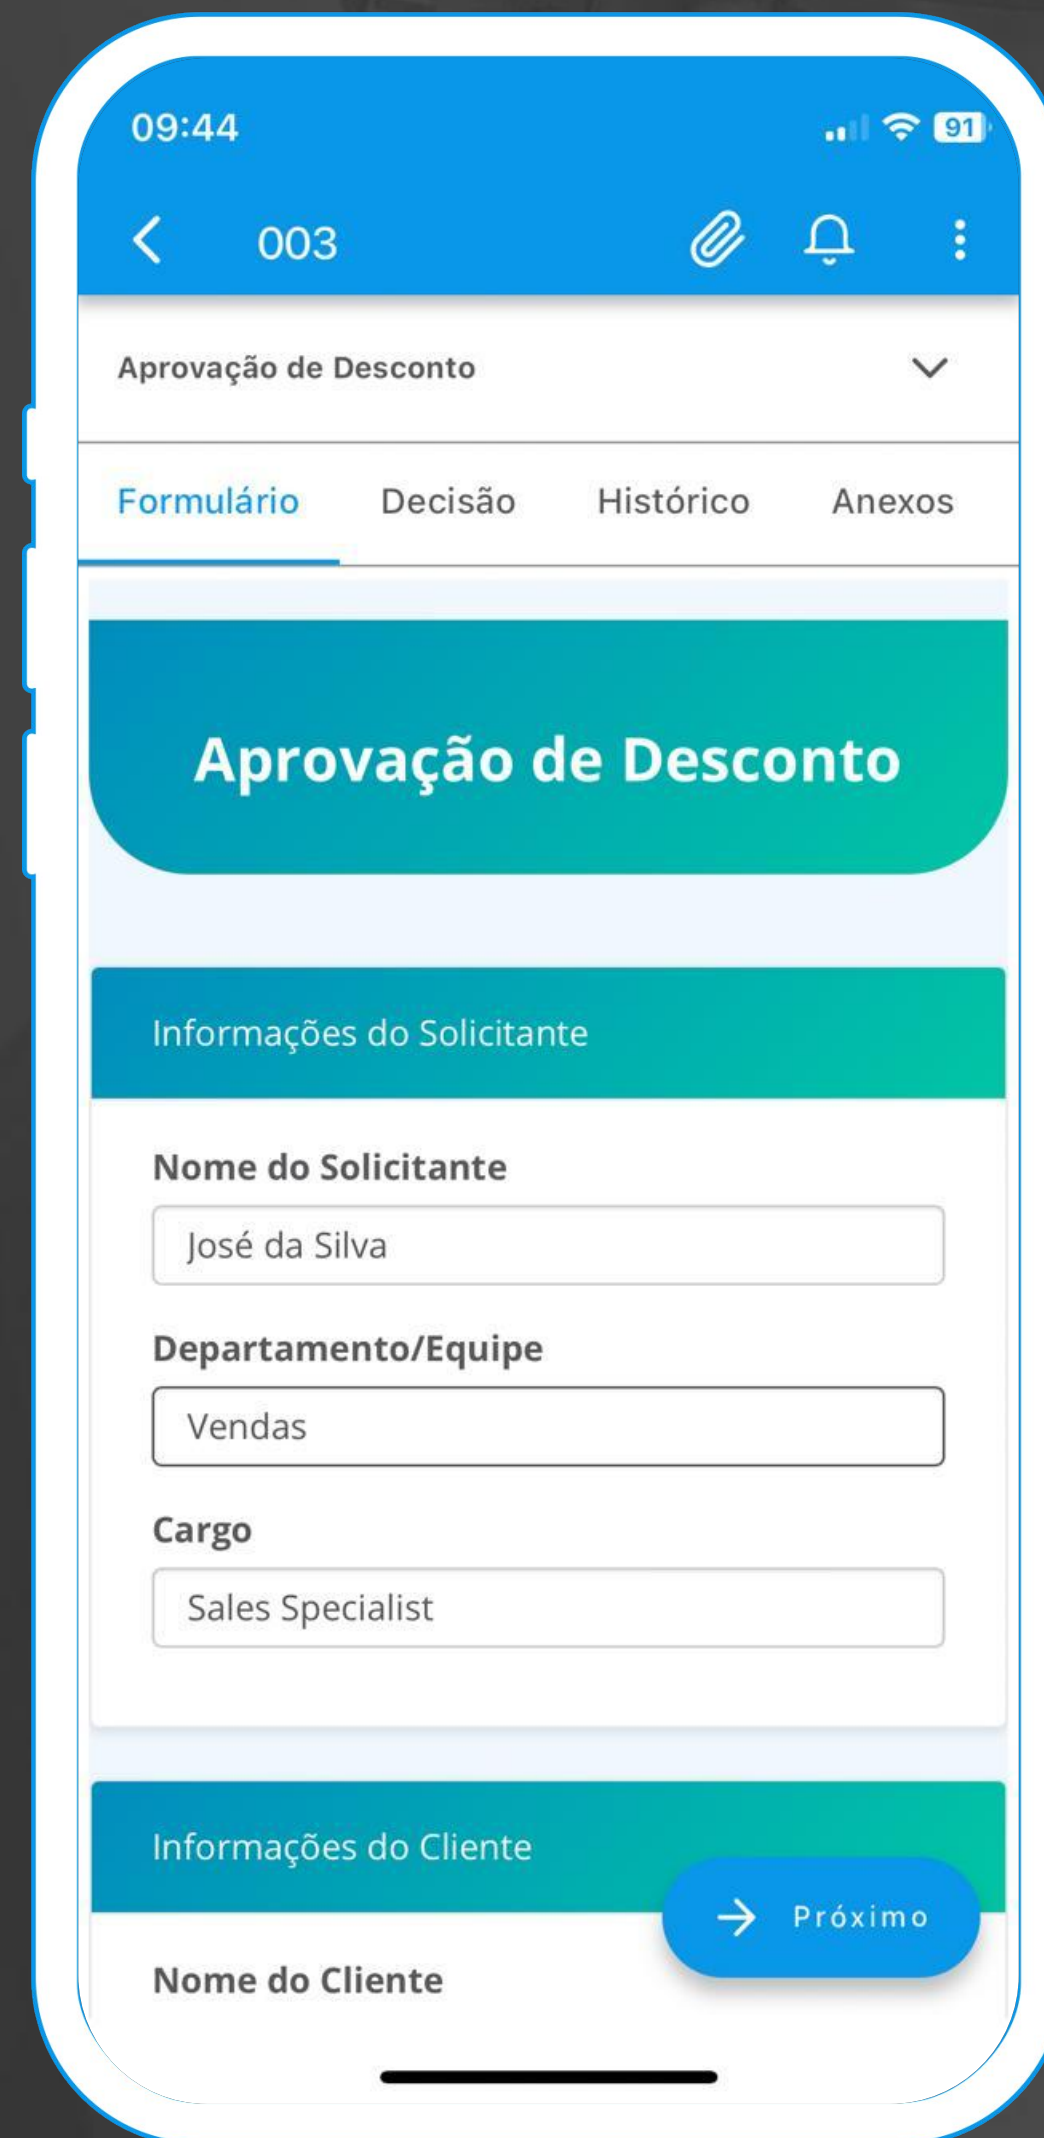 09:44
91
003
Aprovação de Desconto
Formulário Decisão Histórico Anexos
Aprovação de Desconto
Informações do Solicitante
Nome do Solicitante
José da Silva
Departamento/Equipe
Vendas
Cargo
Sales Specialist
Informações do Cliente
Próximo
Nome do Cliente